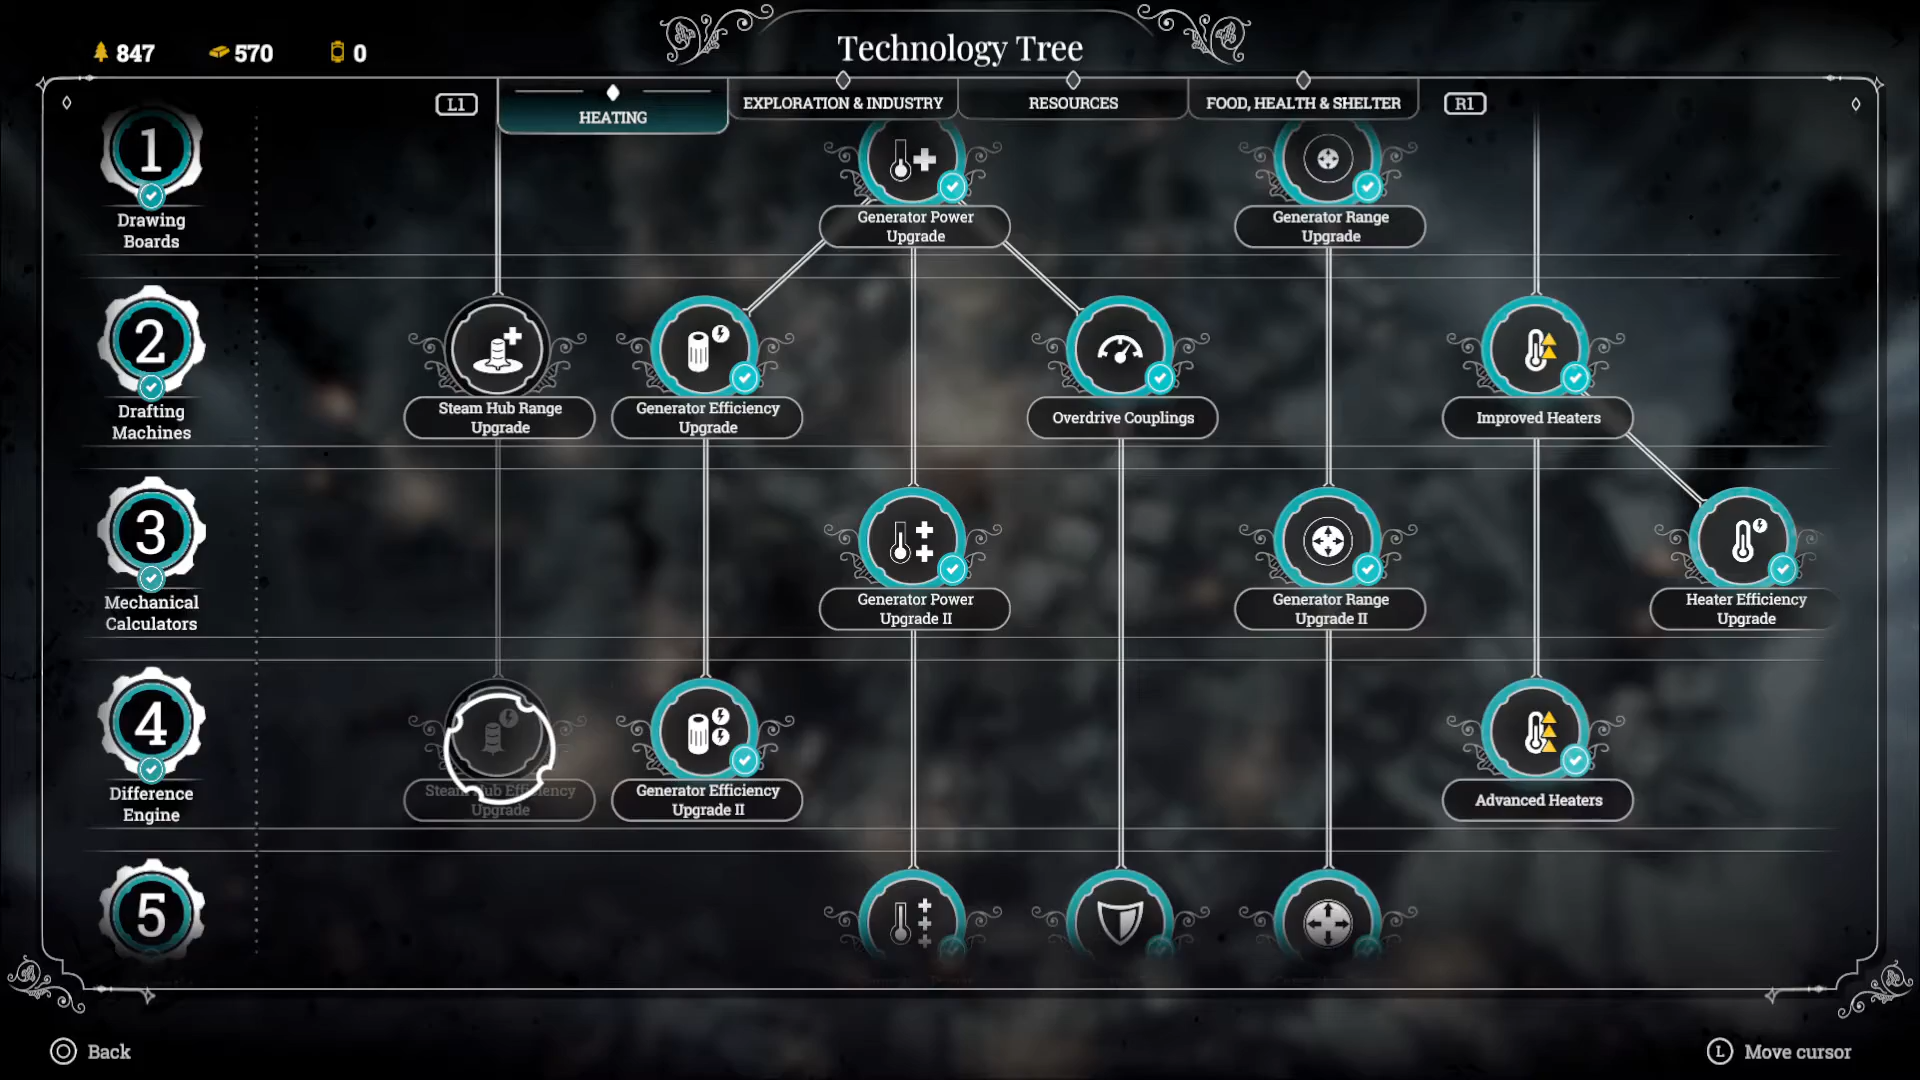 847
570
0
Technology Tree
L1
HEATING
EXPLORATION & INDUSTRY
RESOURCES
FOOD, HEALTH & SHELTER
R1
1
Drawing
Boards
Generator Power
Upgrade
Generator Range
Upgrade
2
Drafting
Machines
Steam Hub Range
Upgrade
Generator Efficiency
Upgrade
Overdrive Couplings
Improved Heaters
3
Mechanical
Calculators
Generator Power
Upgrade II
Generator Range
Upgrade II
Heater Efficiency
Upgrade
4
Difference
Engine
Steam Hub Efficiency
Upgrade
Generator Efficiency
Upgrade II
Advanced Heaters
5
Back
L
Move cursor